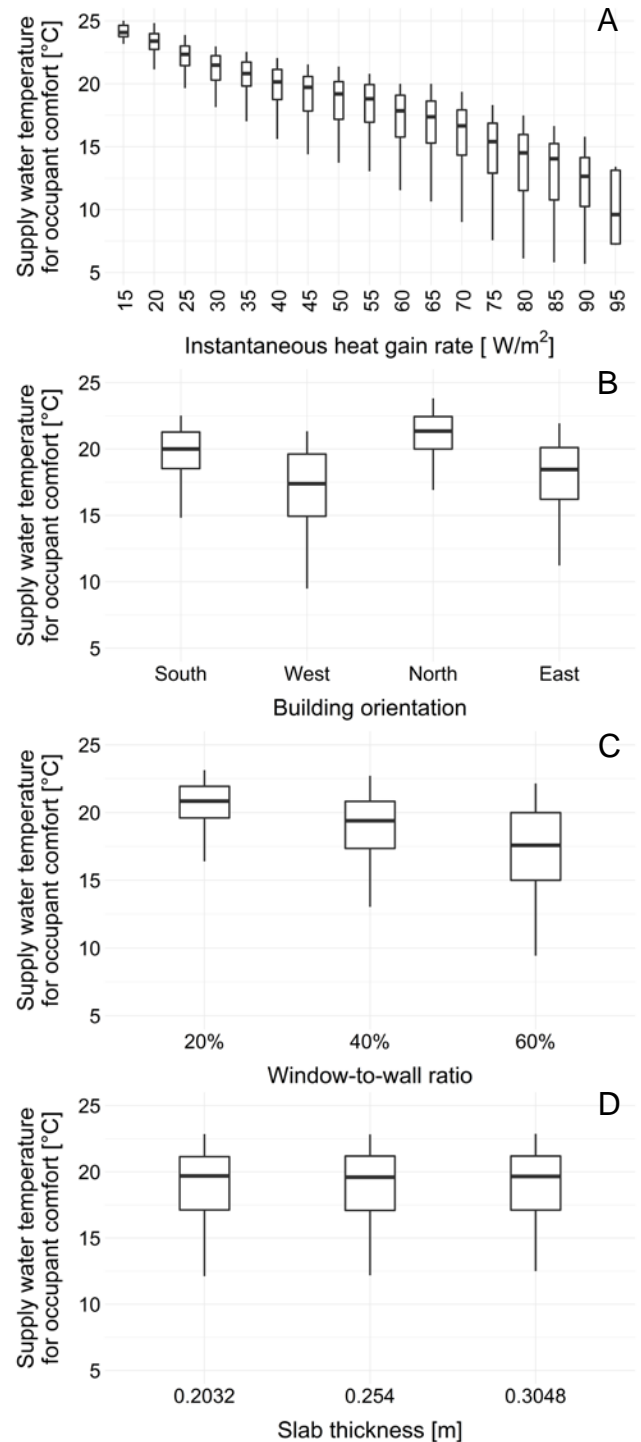 A
Supply water temperature
for occupant comfort [°C]
25
20
15
10
5
15 20 25 30 35 40 45 50 55 60 65 70 75 80 85 90 95
Instantaneous heat gain rate [ W/m²]
B
Supply water temperature
for occupant comfort [°C]
25
20
15
10
5
South West North East
Building orientation
C
Supply water temperature
for occupant comfort [°C]
25
20
15
10
5
20% 40% 60%
Window-to-wall ratio
D
Supply water temperature
for occupant comfort [°C]
25
20
15
10
5
0.2032 0.254 0.3048
Slab thickness [m]